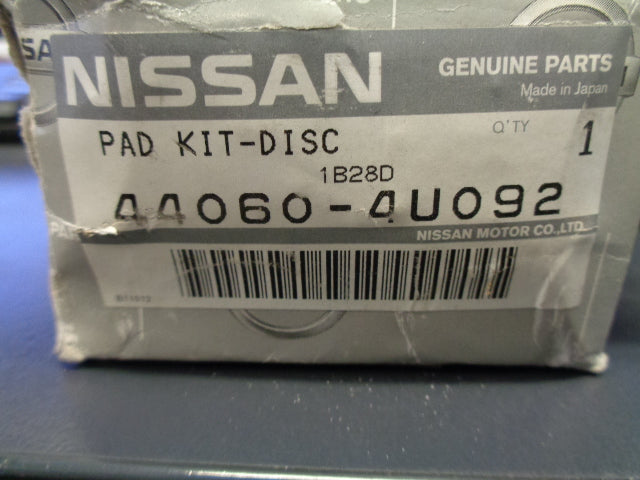 NISSAN
GENUINE PARTS
Made in Japan
PAD KIT-DISC
Q'TY
1
1B28D
44060-4U092
NISSAN MOTOR CO.,LTD.